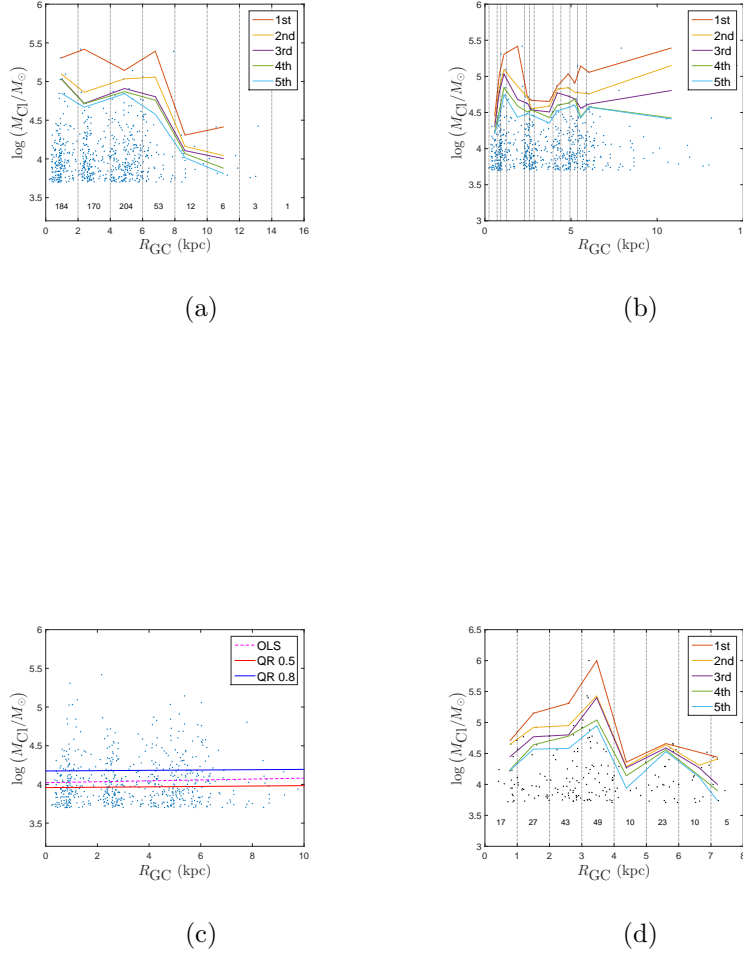 6
5.5
5
4.5
4
3.5
log (M_Cl/M_⊙)
1st
2nd
3rd
4th
5th
184 170 204 53 12 6 3 1
0 2 4 6 8 10 12 14 16
R_GC (kpc)
(a)
6
5.5
5
4.5
4
3.5
3
log (M_Cl/M_⊙)
1st
2nd
3rd
4th
5th
0 5 10 15
R_GC (kpc)
(b)
6
5.5
5
4.5
4
3.5
log (M_Cl/M_⊙)
OLS
QR 0.5
QR 0.8
0 2 4 6 8 10
R_GC (kpc)
(c)
6.5
6
5.5
5
4.5
4
3.5
3
log (M_Cl/M_⊙)
1st
2nd
3rd
4th
5th
17 27 43 49 10 23 10 5
0 1 2 3 4 5 6 7 8
R_GC (kpc)
(d)